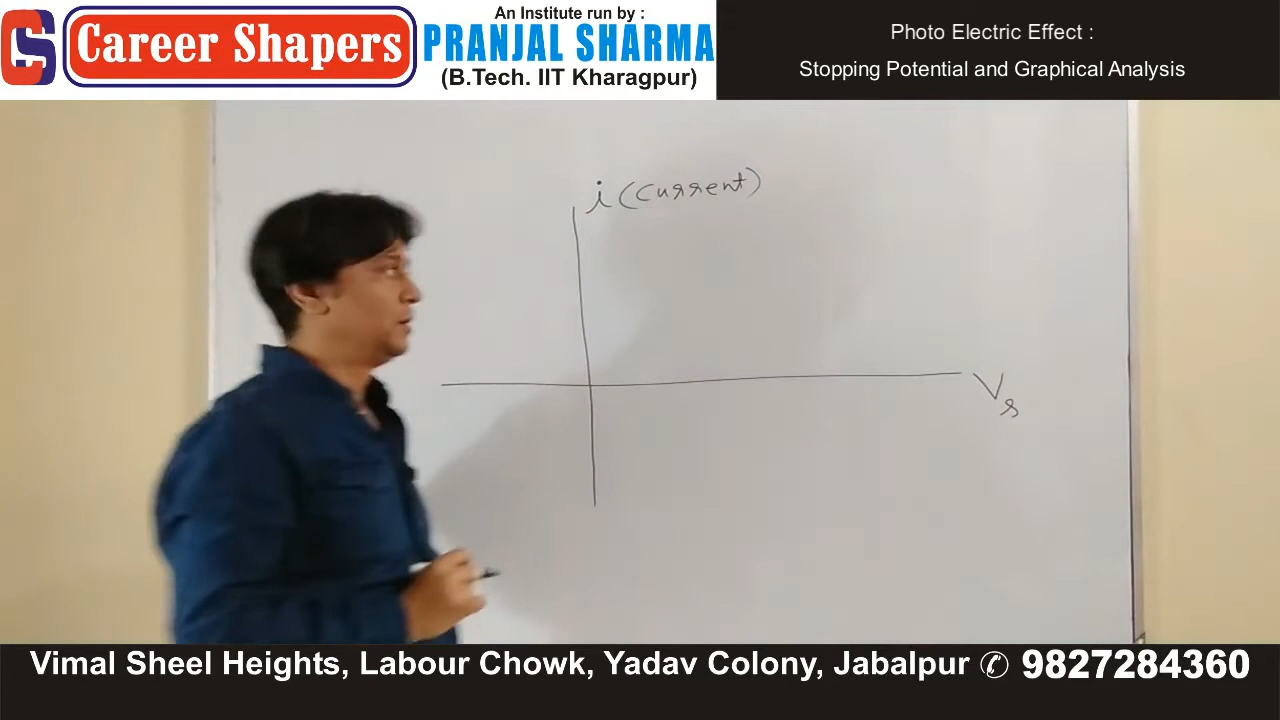 Career Shapers
An Institute run by :
PRANJAL SHARMA
(B.Tech. IIT Kharagpur)
Photo Electric Effect :
Stopping Potential and Graphical Analysis
i (Current)
Vs
Vimal Sheel Heights, Labour Chowk, Yadav Colony, Jabalpur ✆ 9827284360